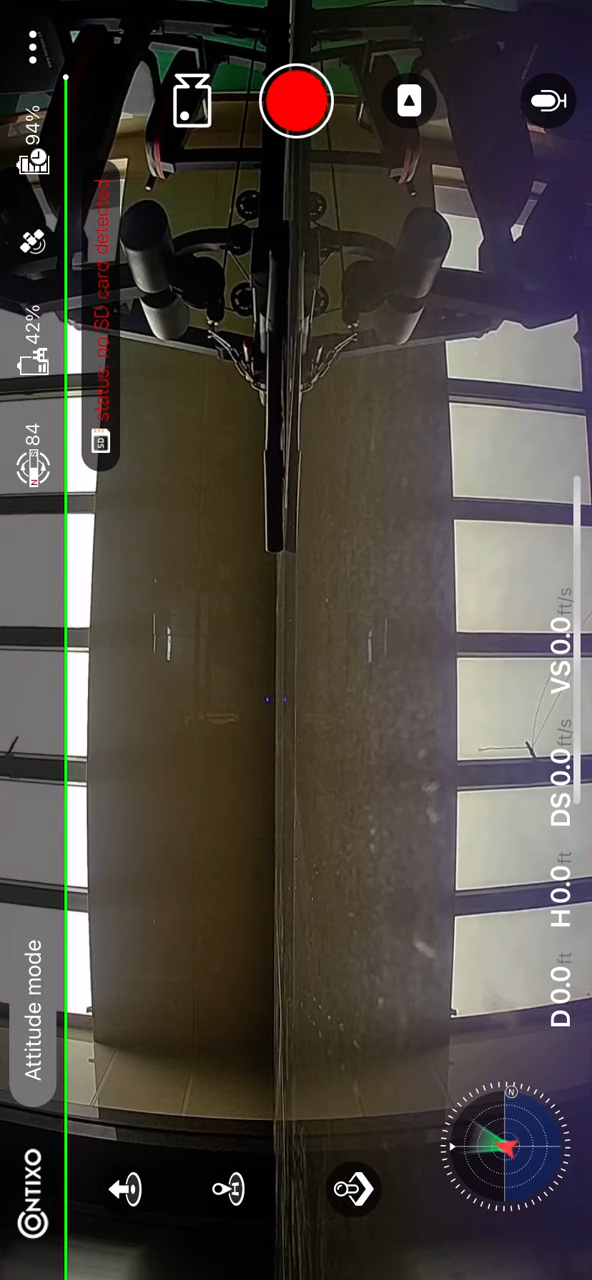 CONTIXO
Attitude mode
N S 84
42%
94%
SD status: no SD card detected
H
N
D 0.0 ft H 0.0 ft DS 0.0 ft/s VS 0.0 ft/s